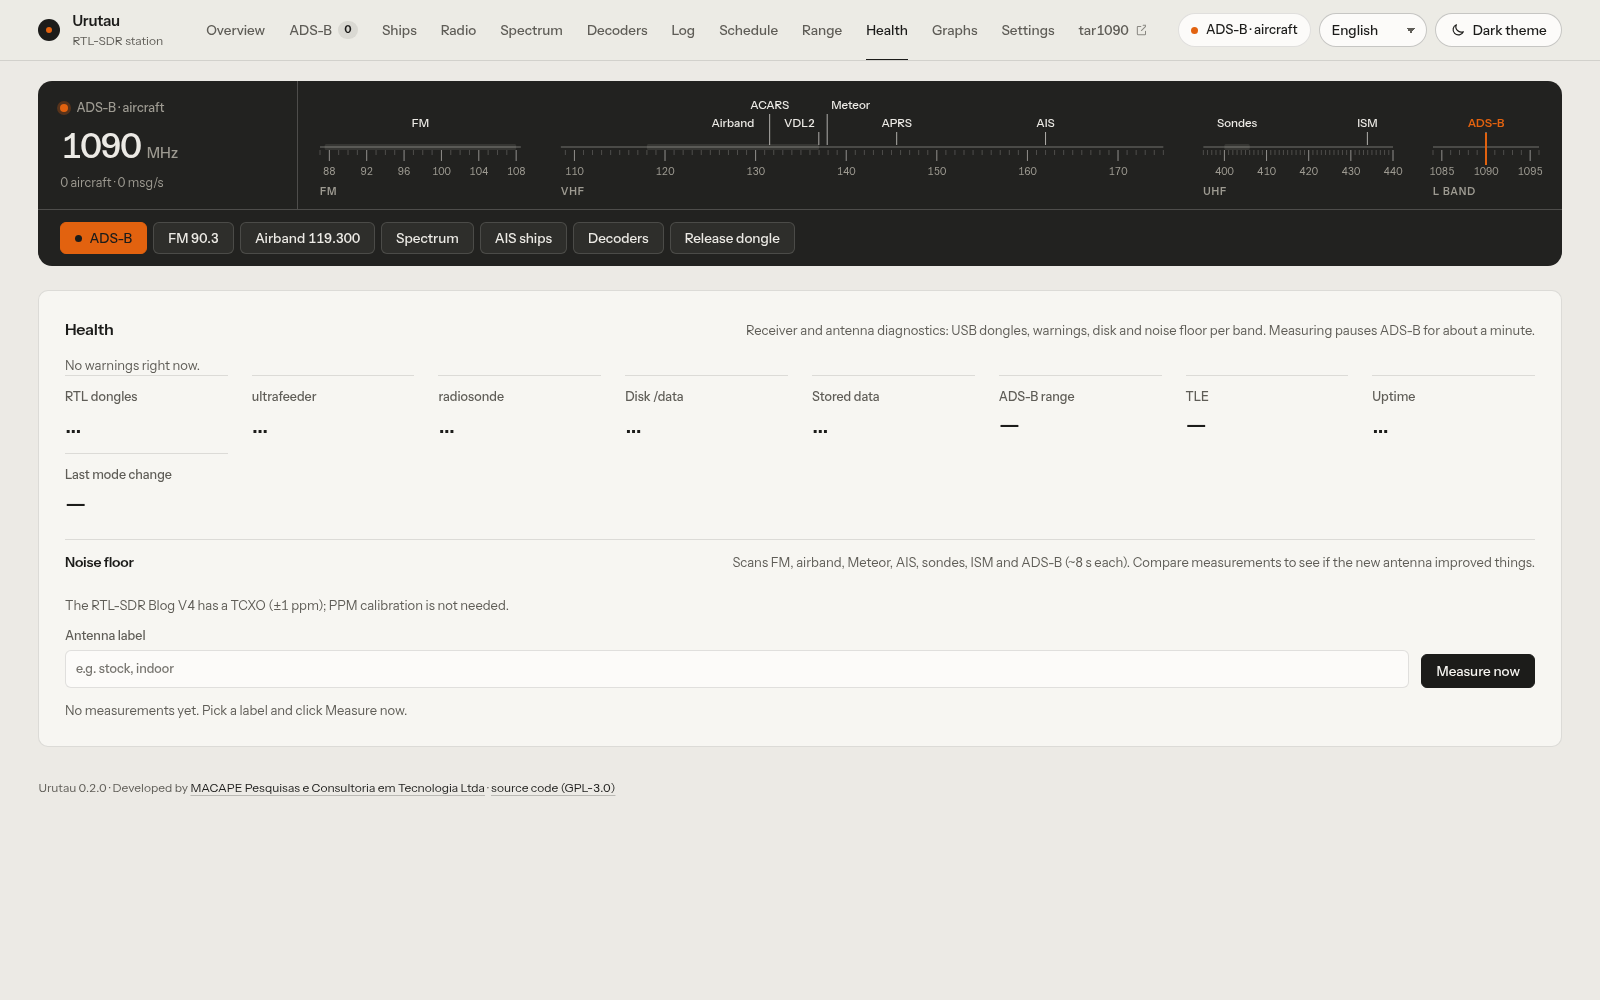 Urutau
RTL-SDR station
Overview
ADS-B 0
Ships
Radio
Spectrum
Decoders
Log
Schedule
Range
Health
Graphs
Settings
tar1090
ADS-B · aircraft
English
Dark theme
ADS-B · aircraft
1090 MHz
0 aircraft · 0 msg/s
ACARS Meteor
FM Airband VDL2 APRS AIS Sondes ISM ADS-B
88 92 96 100 104 108 110 120 130 140 150 160 170 400 410 420 430 440 1085 1090 1095
FM VHF UHF L BAND
ADS-B
FM 90.3
Airband 119.300
Spectrum
AIS ships
Decoders
Release dongle
Health
Receiver and antenna diagnostics: USB dongles, warnings, disk and noise floor per band. Measuring pauses ADS-B for about a minute.
No warnings right now.
RTL dongles ultrafeeder radiosonde Disk /data Stored data ADS-B range TLE Uptime
... ... ... ... ... — — ...
Last mode change
—
Noise floor
Scans FM, airband, Meteor, AIS, sondes, ISM and ADS-B (~8 s each). Compare measurements to see if the new antenna improved things.
The RTL-SDR Blog V4 has a TCXO (±1 ppm); PPM calibration is not needed.
Antenna label
e.g. stock, indoor
Measure now
No measurements yet. Pick a label and click Measure now.
Urutau 0.2.0 · Developed by MACAPE Pesquisas e Consultoria em Tecnologia Ltda · source code (GPL-3.0)